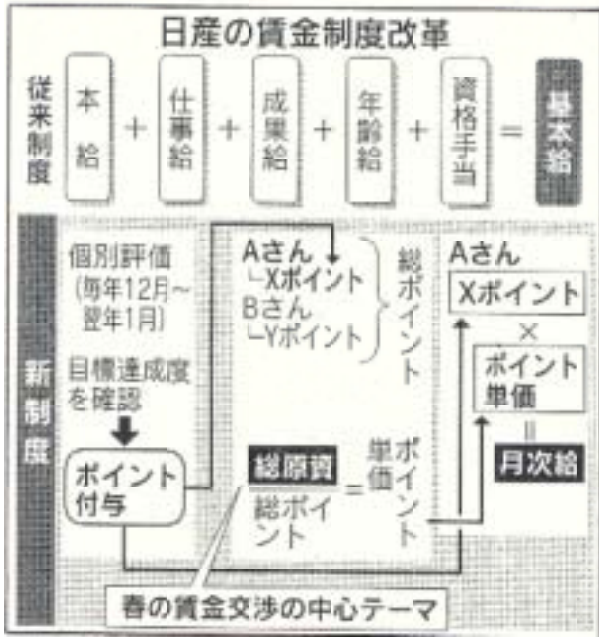 日産の賃金制度改革
従来制度
本給 + 仕事給 + 成果給 + 年齢給 + 資格手当 = 基本給
新制度
個別評価
(毎年12月〜
翌年1月)
目標達成度
を確認
ポイント
付与
Aさん
Xポイント
Bさん
Yポイント
総ポイント
総原資
総ポイ
ント
=
ポイント
単価
Aさん
Xポイント
×
ポイント
単価
=
月次給
春の賃金交渉の中心テーマ